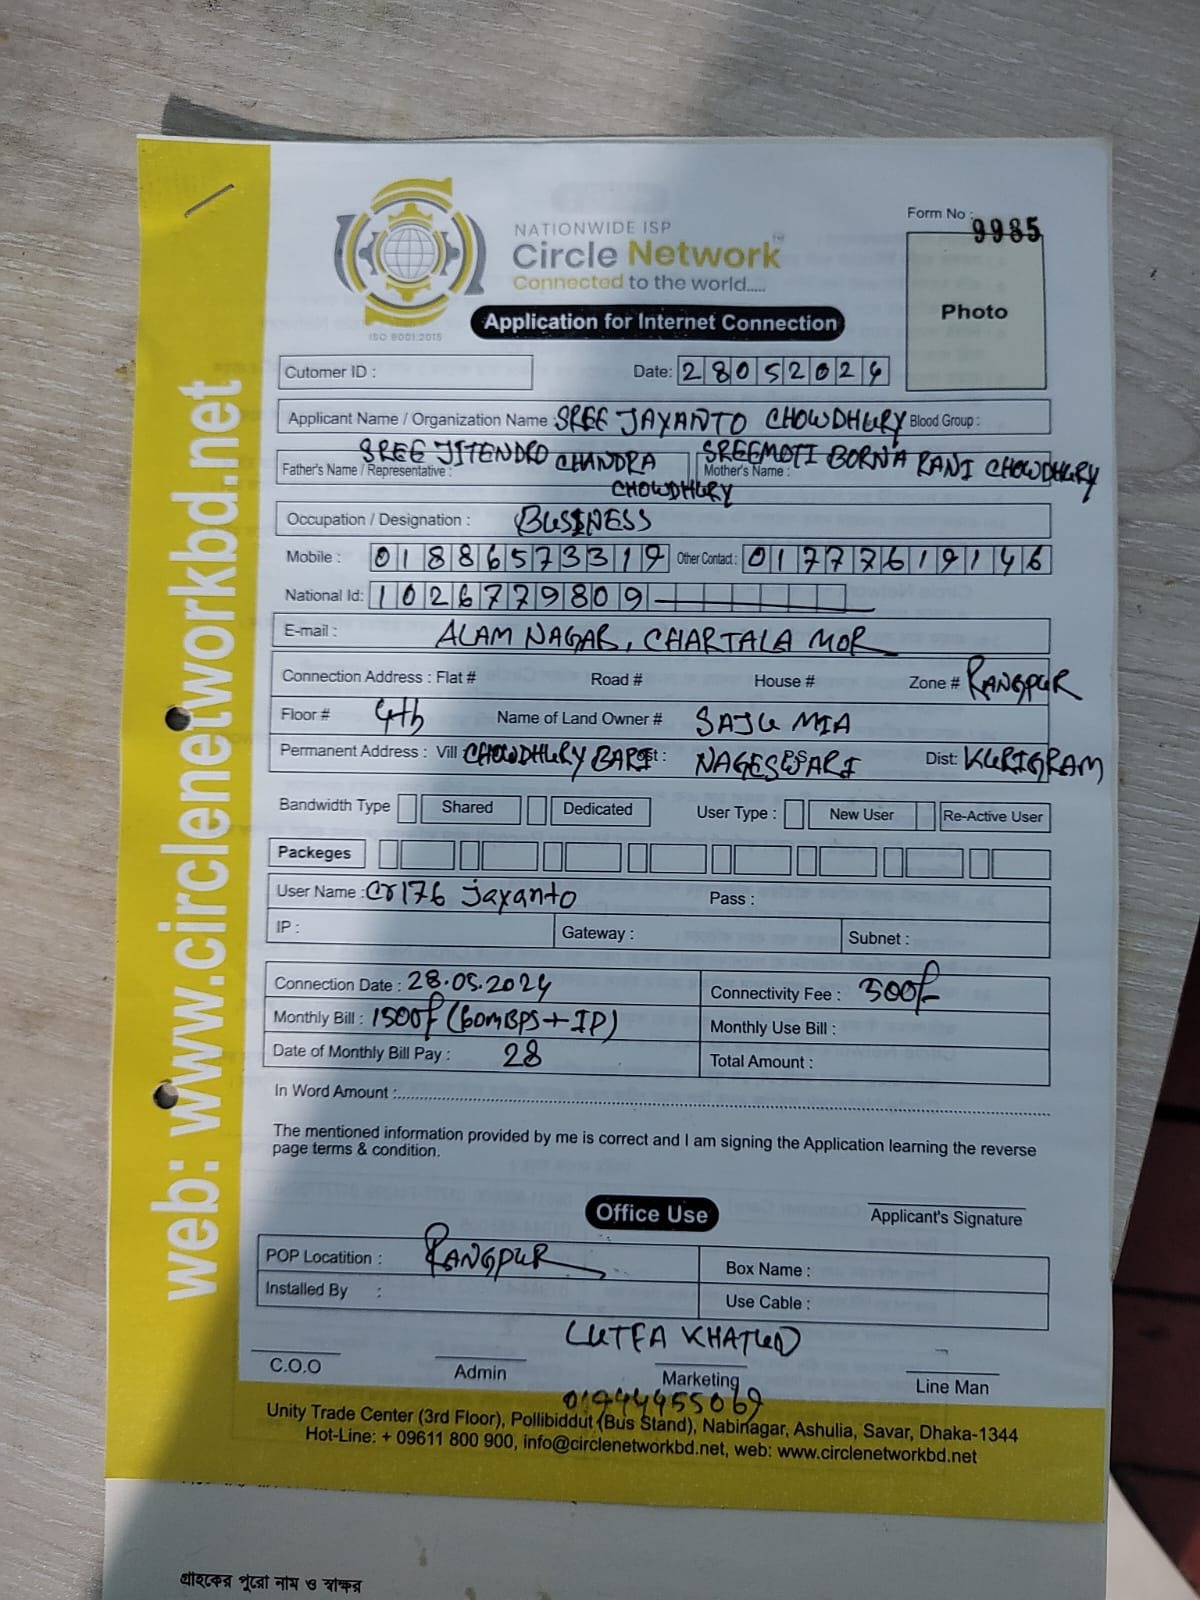 web: www.circlenetworkbd.net
NATIONWIDE ISP
Circle Network™
Connected to the world.....
ISO 9001:2015
Form No : 9985
Photo
Application for Internet Connection
Cutomer ID :
Date: 28052024
Applicant Name / Organization Name : SREE JAYANTO CHOWDHURY Blood Group :
Father's Name / Representative : SREE JITENDRO CHANDRA CHOWDHURY
Mother's Name : SREEMOTI BORNA RANI CHOWDHURY
Occupation / Designation : BUSINESS
Mobile : 01886573319 Other Contact : 01777619146
National Id: 1026779809
E-mail : ALAM NAGAR, CHARTALA MOR
Connection Address : Flat # Road # House # Zone # RANGPUR
Floor # 4th Name of Land Owner # SAJU MIA
Permanent Address : Vill CHOWDHURY BARI Post : NAGESWARI PS Dist: KURIGRAM
Bandwidth Type Shared Dedicated User Type : New User Re-Active User
Packeges
User Name : cr176 jayanto Pass :
IP : Gateway : Subnet :
Connection Date : 28.05.2024 Connectivity Fee : 500/-
Monthly Bill : 1500/- (60MBPS+IP) Monthly Use Bill :
Date of Monthly Bill Pay : 28 Total Amount :
In Word Amount :
The mentioned information provided by me is correct and I am signing the Application learning the reverse
page terms & condition.
Office Use
Applicant's Signature
POP Locatition : RANGPUR Box Name :
Installed By : Use Cable :
LUTFA KHATUN
C.O.O Admin Marketing Line Man
01944955069
Unity Trade Center (3rd Floor), Pollibiddut (Bus Stand), Nabinagar, Ashulia, Savar, Dhaka-1344
Hot-Line: + 09611 800 900, info@circlenetworkbd.net, web: www.circlenetworkbd.net
গ্রাহকের পুরো নাম ও স্বাক্ষর